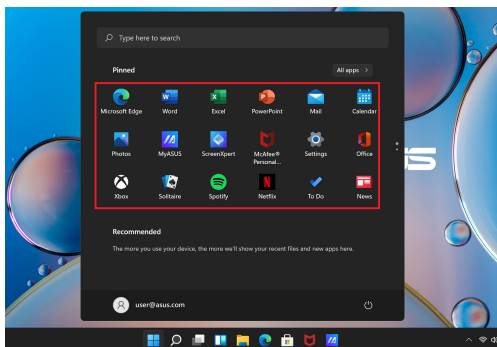 Type here to search
Pinned
All apps >
Microsoft Edge
Word
Excel
PowerPoint
Mail
Calendar
Photos
MyASUS
ScreenXpert
McAfee®
Personal...
Settings
Office
Xbox
Solitaire
Spotify
Netflix
To Do
News
Recommended
The more you use your device, the more we'll show your recent files and new apps here.
user@asus.com